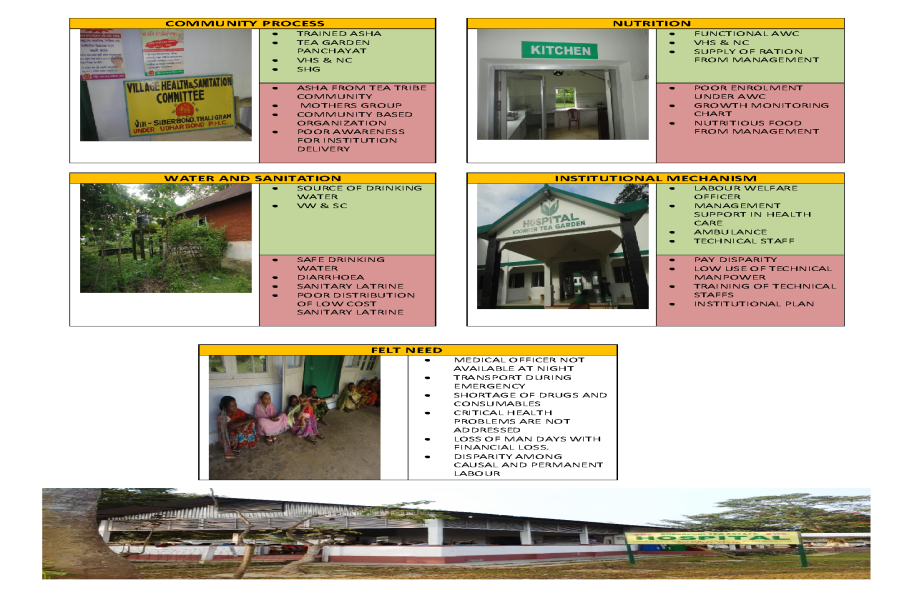 COMMUNITY PROCESS
VILLAGE HEALTH & SANITATION
COMMITTEE
VILL - SIBERBOND, THALIGRAM
UNDER UDHARBOND P.H.C.
• TRAINED ASHA
• TEA GARDEN
PANCHAYAT
• VHS & NC
• SHG
• ASHA FROM TEA TRIBE
COMMUNITY
• MOTHERS GROUP
• COMMUNITY BASED
ORGANIZATION
• POOR AWARENESS
FOR INSTITUTION
DELIVERY
NUTRITION
KITCHEN
• FUNCTIONAL AWC
• VHS & NC
• SUPPLY OF RATION
FROM MANAGEMENT
• POOR ENROLMENT
UNDER AWC
• GROWTH MONITORING
CHART
• NUTRITIOUS FOOD
FROM MANAGEMENT
WATER AND SANITATION
• SOURCE OF DRINKING
WATER
• VW & SC
• SAFE DRINKING
WATER
• DIARRHOEA
• SANITARY LATRINE
• POOR DISTRIBUTION
OF LOW COST
SANITARY LATRINE
INSTITUTIONAL MECHANISM
HOSPITAL
TEA GARDEN
• LABOUR WELFARE
OFFICER
• MANAGEMENT
SUPPORT IN HEALTH
CARE
• AMBULANCE
• TECHNICAL STAFF
• PAY DISPARITY
• LOW USE OF TECHNICAL
MANPOWER
• TRAINING OF TECHNICAL
STAFFS
• INSTITUTIONAL PLAN
FELT NEED
• MEDICAL OFFICER NOT
AVAILABLE AT NIGHT
• TRANSPORT DURING
EMERGENCY
• SHORTAGE OF DRUGS AND
CONSUMABLES
• CRITICAL HEALTH
PROBLEMS ARE NOT
ADDRESSED
• LOSS OF MAN DAYS WITH
FINANCIAL LOSS.
• DISPARITY AMONG
CAUSAL AND PERMANENT
LABOUR
HOSPITAL